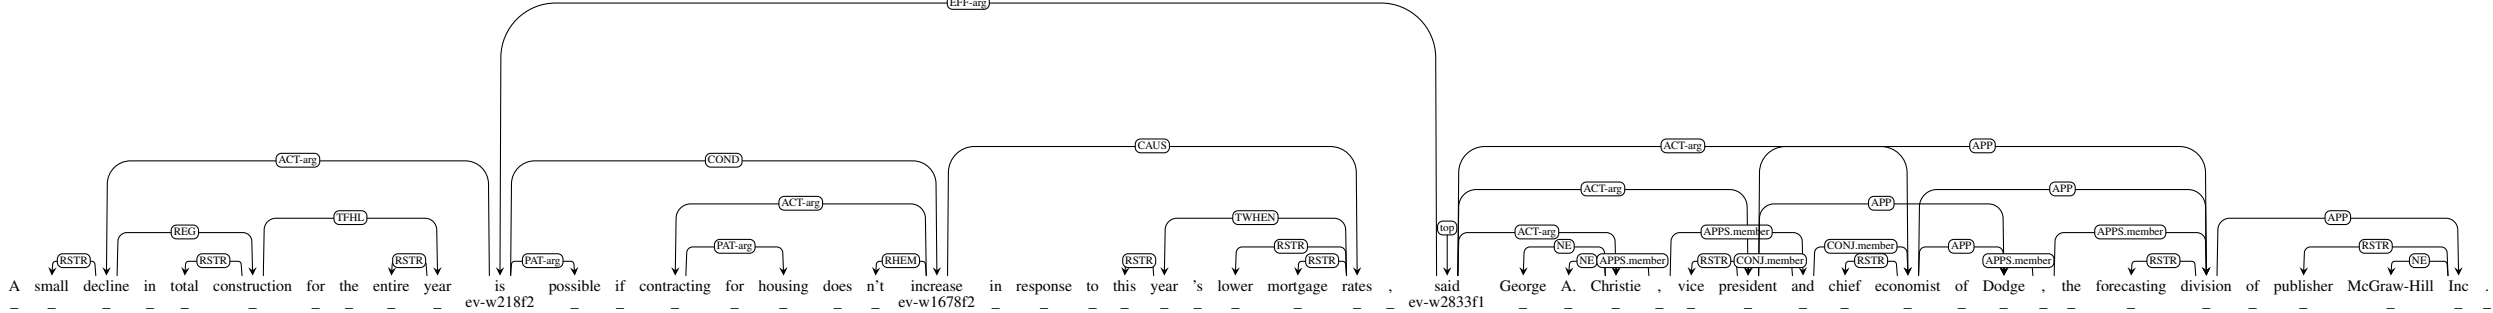 EFF-arg
ACT-arg CAUS ACT-arg APP
COND
ACT-arg APP
ACT-arg APP
TFHL TWHEN APP
REG top ACT-arg APPS.member APPS.member
PAT-arg RSTR NE CONJ.member APP RSTR
RSTR RSTR RSTR PAT-arg RHEM RSTR RSTR NE APPS.member RSTR CONJ.member RSTR APPS.member RSTR NE
A small decline in total construction for the entire year is possible if contracting for housing does n't increase in response to this year 's lower mortgage rates , said George A. Christie , vice president and chief economist of Dodge , the forecasting division of publisher McGraw-Hill Inc .
_ _ _ _ _ _ _ _ _ _ ev-w218f2 _ _ _ _ _ _ _ ev-w1678f2 _ _ _ _ _ _ _ _ _ _ ev-w2833f1 _ _ _ _ _ _ _ _ _ _ _ _ _ _ _ _ _ _ _ _